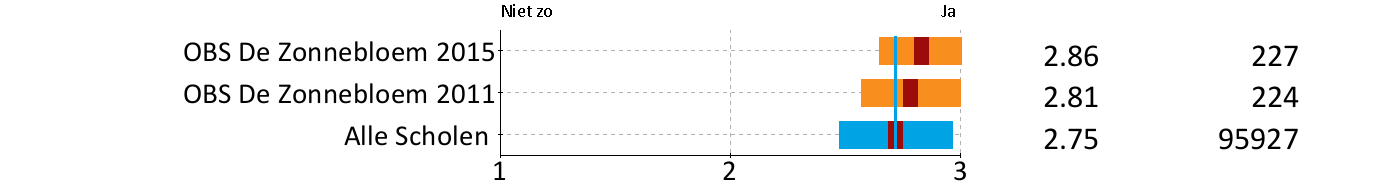 Niet zo Ja
OBS De Zonnebloem 2015 2.86 227
OBS De Zonnebloem 2011 2.81 224
Alle Scholen 2.75 95927
1 2 3